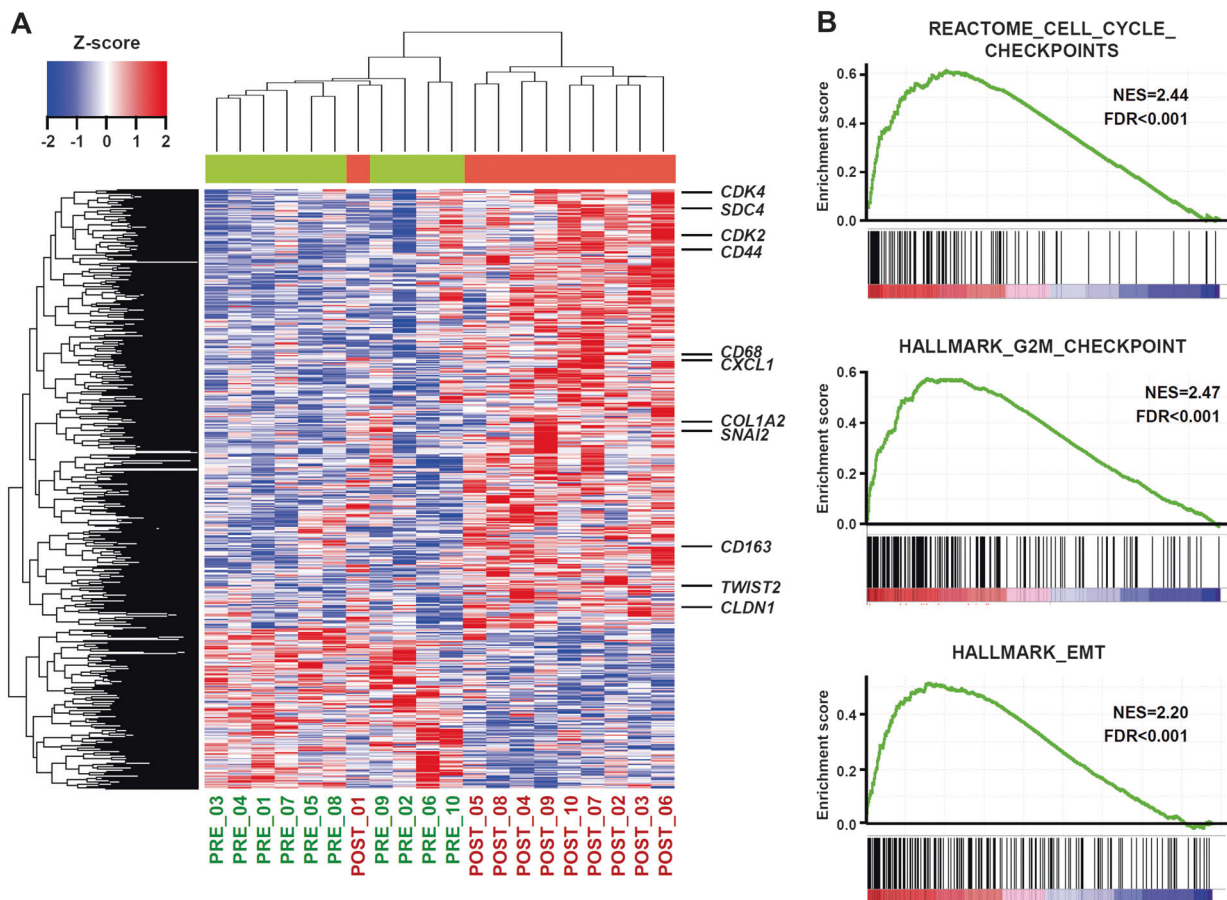 A
Z-score
-2 -1 0 1 2
CDK4
SDC4
CDK2
CD44
CD68
CXCL1
COL1A2
SNAI2
CD163
TWIST2
CLDN1
PRE_03
PRE_04
PRE_01
PRE_07
PRE_05
PRE_08
POST_01
PRE_09
PRE_02
PRE_06
PRE_10
POST_05
POST_08
POST_04
POST_09
POST_10
POST_07
POST_02
POST_03
POST_06
B
REACTOME_CELL_CYCLE_
CHECKPOINTS
Enrichment score
0.6
0.4
0.2
0.0
NES=2.44
FDR<0.001
HALLMARK_G2M_CHECKPOINT
Enrichment score
0.6
0.4
0.2
0.0
NES=2.47
FDR<0.001
HALLMARK_EMT
Enrichment score
0.4
0.2
0.0
NES=2.20
FDR<0.001